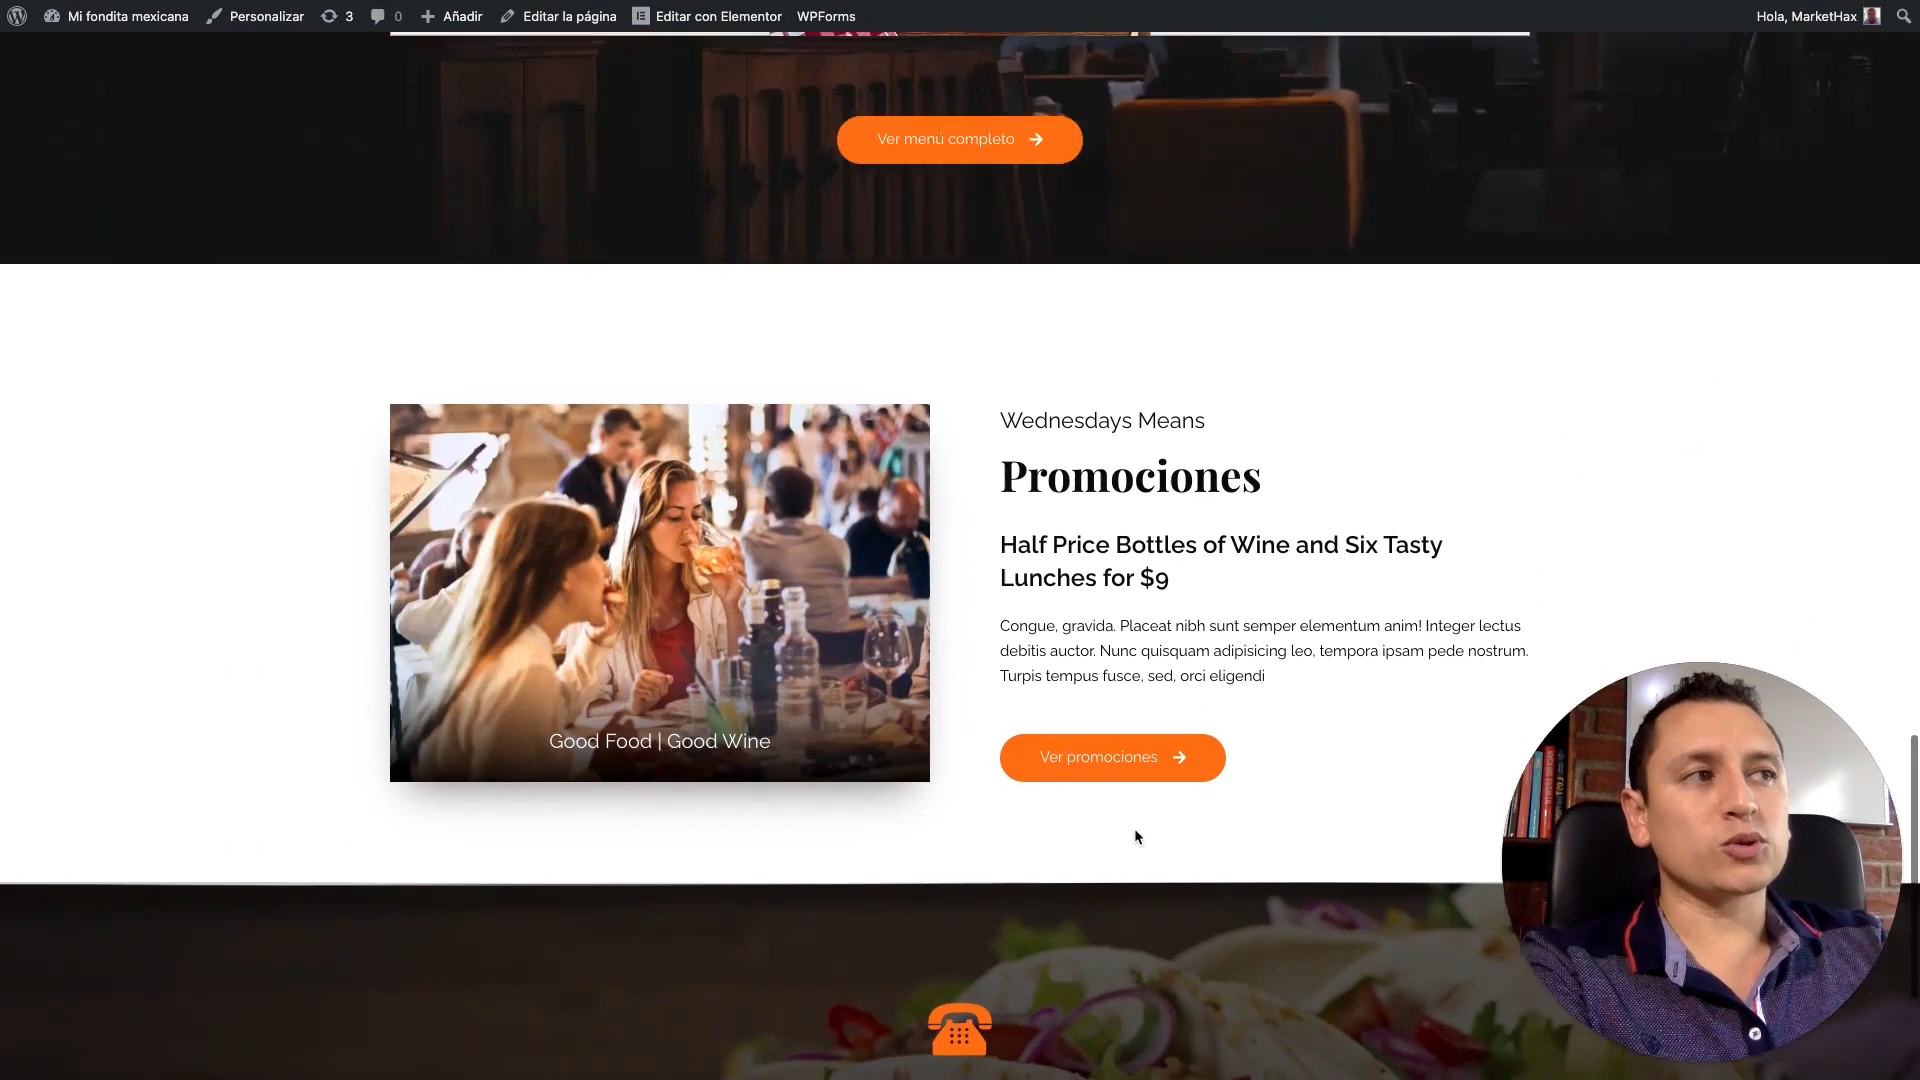 Mi fondita mexicana Personalizar 3 0 Añadir Editar la página Editar con Elementor WPForms Hola, MarketHax
Ver menu completo
Wednesdays Means
Promociones
Half Price Bottles of Wine and Six Tasty
Lunches for $9
Congue, gravida. Placeat nibh sunt semper elementum anim! Integer lectus
debitis auctor. Nunc quisquam adipisicing leo, tempora ipsam pede nostrum.
Turpis tempus fusce, sed, orci eligendi
Good Food | Good Wine
Ver promociones